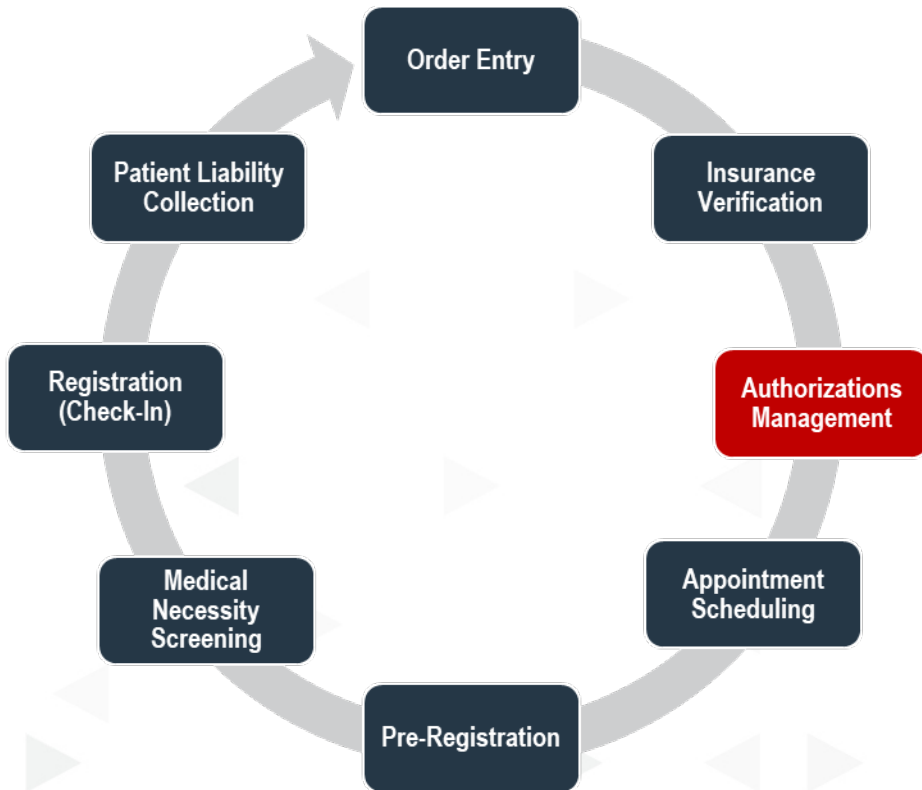 Order Entry
Insurance
Verification
Authorizations
Management
Appointment
Scheduling
Pre-Registration
Medical
Necessity
Screening
Registration
(Check-In)
Patient Liability
Collection